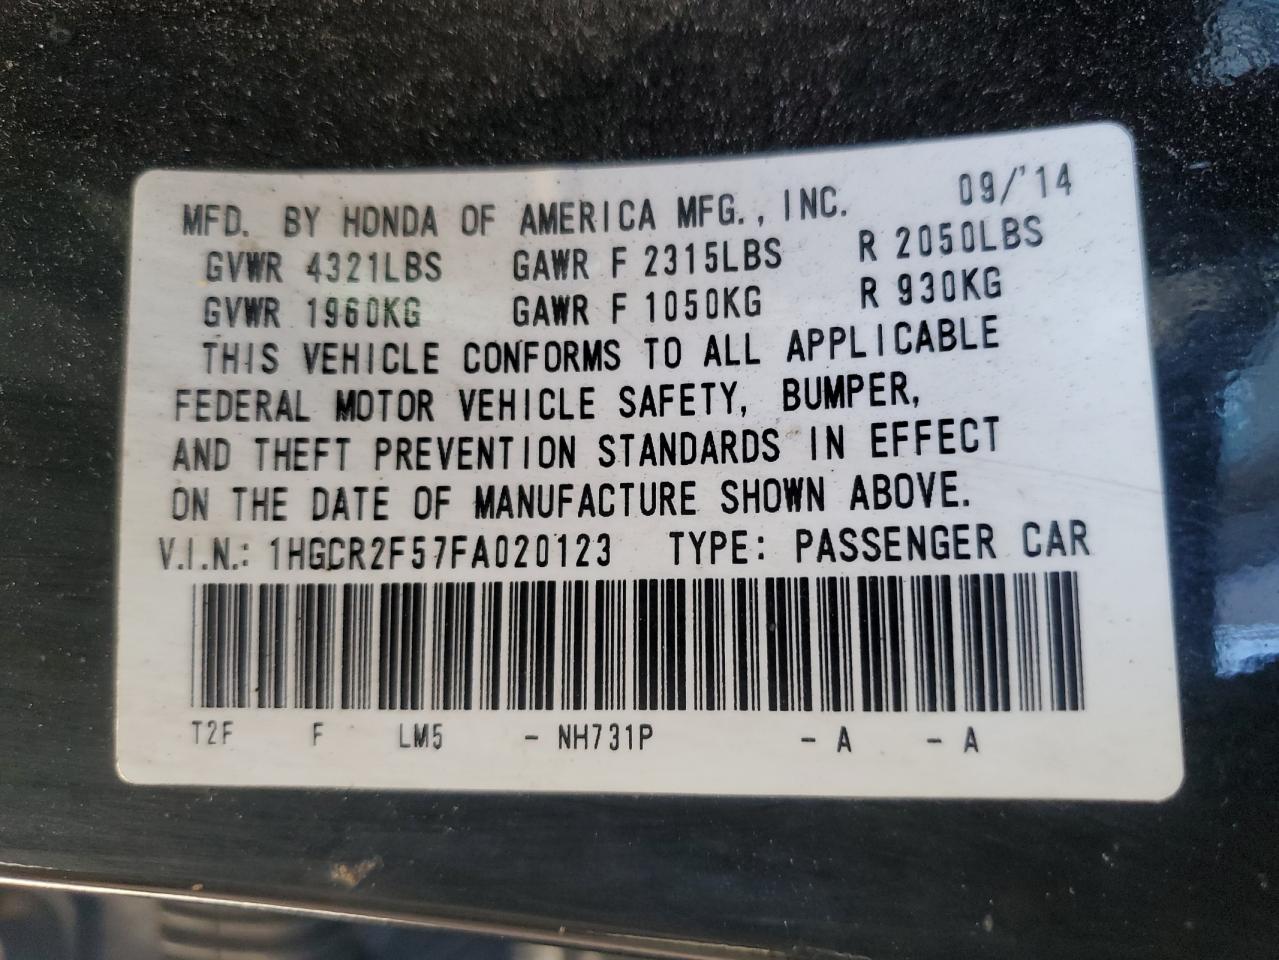 MFD. BY HONDA OF AMERICA MFG., INC. 09/'14
GVWR 4321LBS GAWR F 2315LBS R 2050LBS
GVWR 1960KG GAWR F 1050KG R 930KG
THIS VEHICLE CONFORMS TO ALL APPLICABLE
FEDERAL MOTOR VEHICLE SAFETY, BUMPER,
AND THEFT PREVENTION STANDARDS IN EFFECT
ON THE DATE OF MANUFACTURE SHOWN ABOVE.
V.I.N.: 1HGCR2F57FA020123 TYPE: PASSENGER CAR
T2F F LM5 - NH731P - A - A